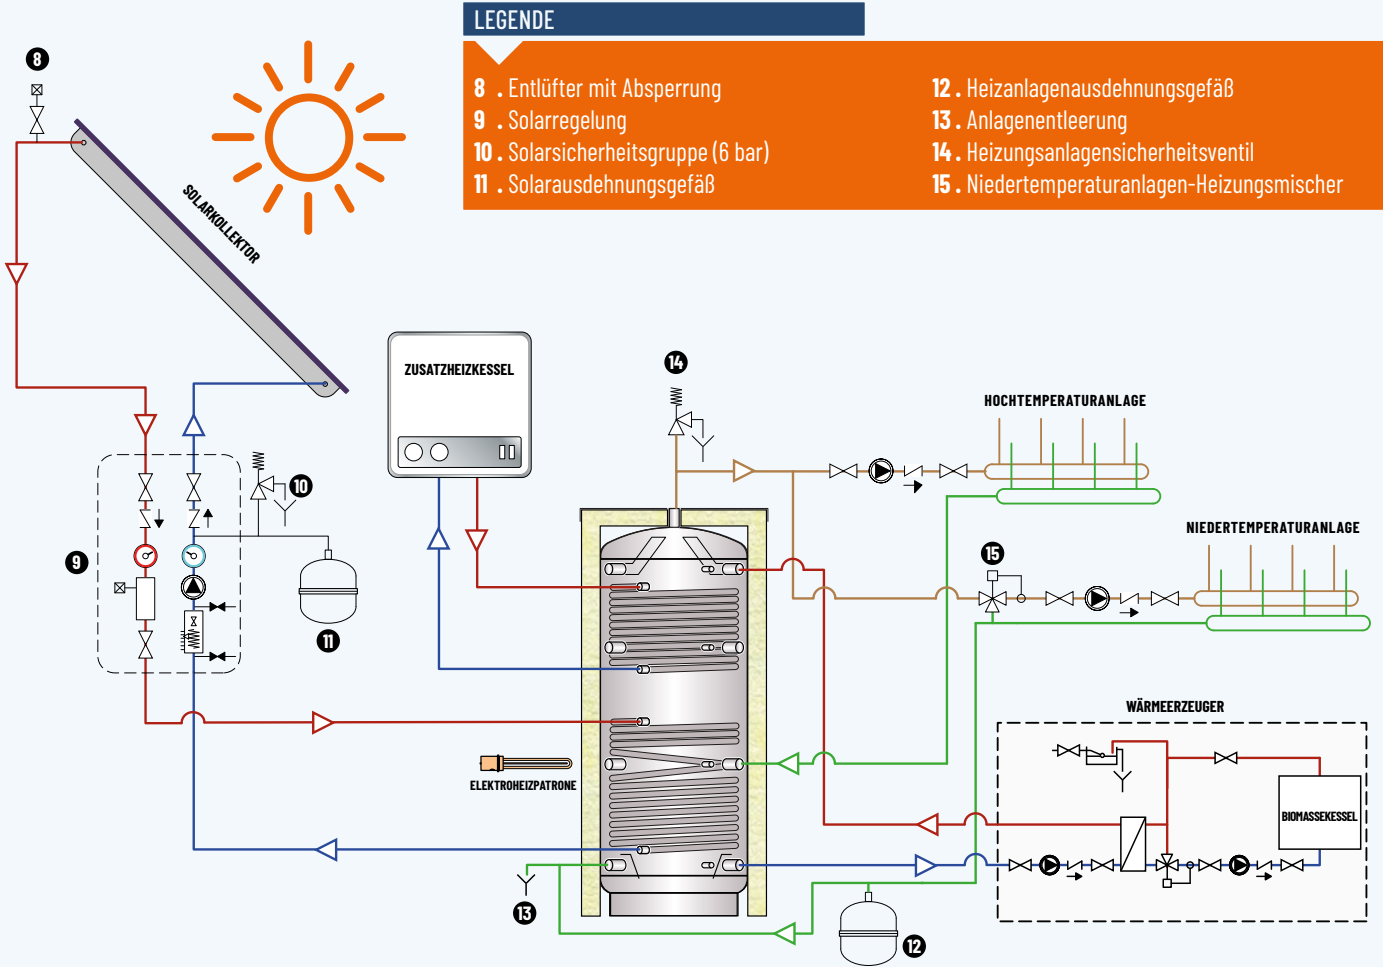 LEGENDE
8 . Entlüfter mit Absperrung
9 . Solarregelung
10 . Solarsicherheitsgruppe (6 bar)
11 . Solarausdehnungsgefäß
12 . Heizanlagenausdehnungsgefäß
13 . Anlagenentleerung
14 . Heizungsanlagensicherheitsventil
15 . Niedertemperaturanlagen-Heizungsmischer
8
SOLARKOLLEKTOR
ZUSATZHEIZKESSEL
14
HOCHTEMPERATURANLAGE
10
NIEDERTEMPERATURANLAGE
15
9
11
WÄRMEERZEUGER
ELEKTROHEIZPATRONE
BIOMASSEKESSEL
13
12